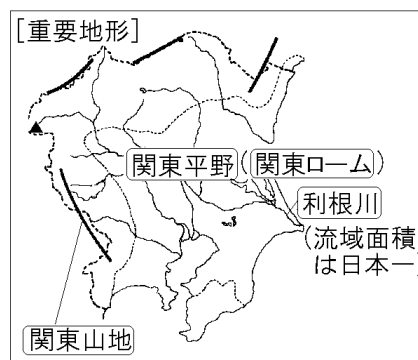 [重要地形]
関東平野(関東ローム)
利根川
(流域面積
は日本一)
関東山地